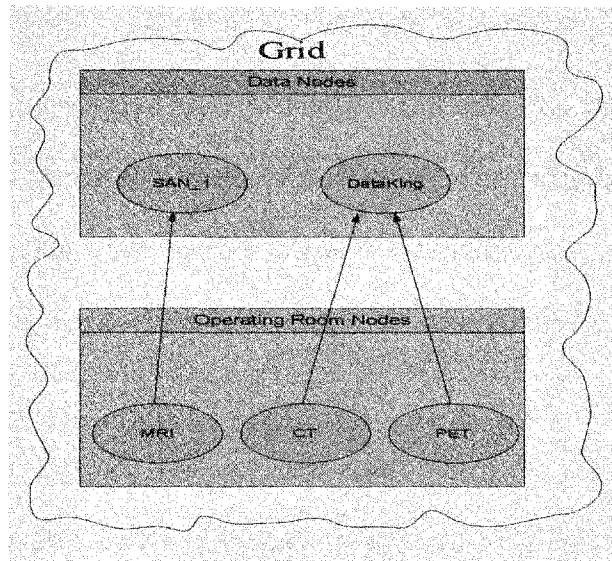 Grid
Data Nodes
SAN_1
DataKing
Operating Room Nodes
MRI
CT
PET